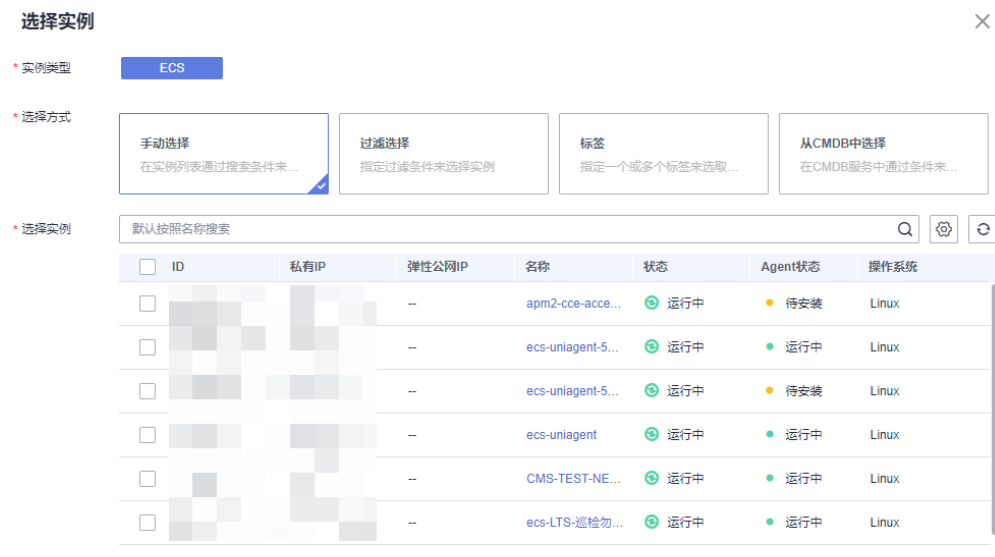 选择实例
* 实例类型 ECS
* 选择方式
手动选择 过滤选择 标签 从CMDB中选择
在实例列表通过搜索条件来... 指定过滤条件来选择实例 指定一个或多个标签来选取... 在CMDB服务中通过条件来...
* 选择实例 默认按照名称搜索
ID 私有IP 弹性公网IP 名称 状态 Agent状态 操作系统
-- apm2-cce-acce... 运行中 待安装 Linux
-- ecs-uniagent-5... 运行中 运行中 Linux
-- ecs-uniagent-5... 运行中 待安装 Linux
-- ecs-uniagent 运行中 运行中 Linux
-- CMS-TEST-NE... 运行中 运行中 Linux
-- ecs-LTS-巡检勿... 运行中 运行中 Linux